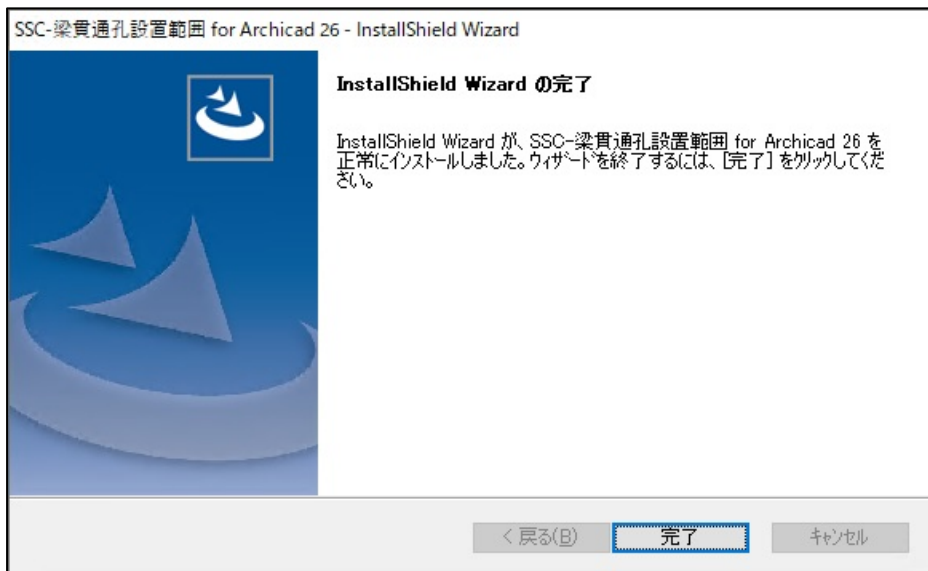 SSC-梁貫通孔設置範囲 for Archicad 26 - InstallShield Wizard
InstallShield Wizard の完了
InstallShield Wizard が、SSC-梁貫通孔設置範囲 for Archicad 26 を
正常にインストールしました。ウィザードを終了するには、[完了] をクリックしてくだ
さい。
< 戻る(B)
完了
キャンセル